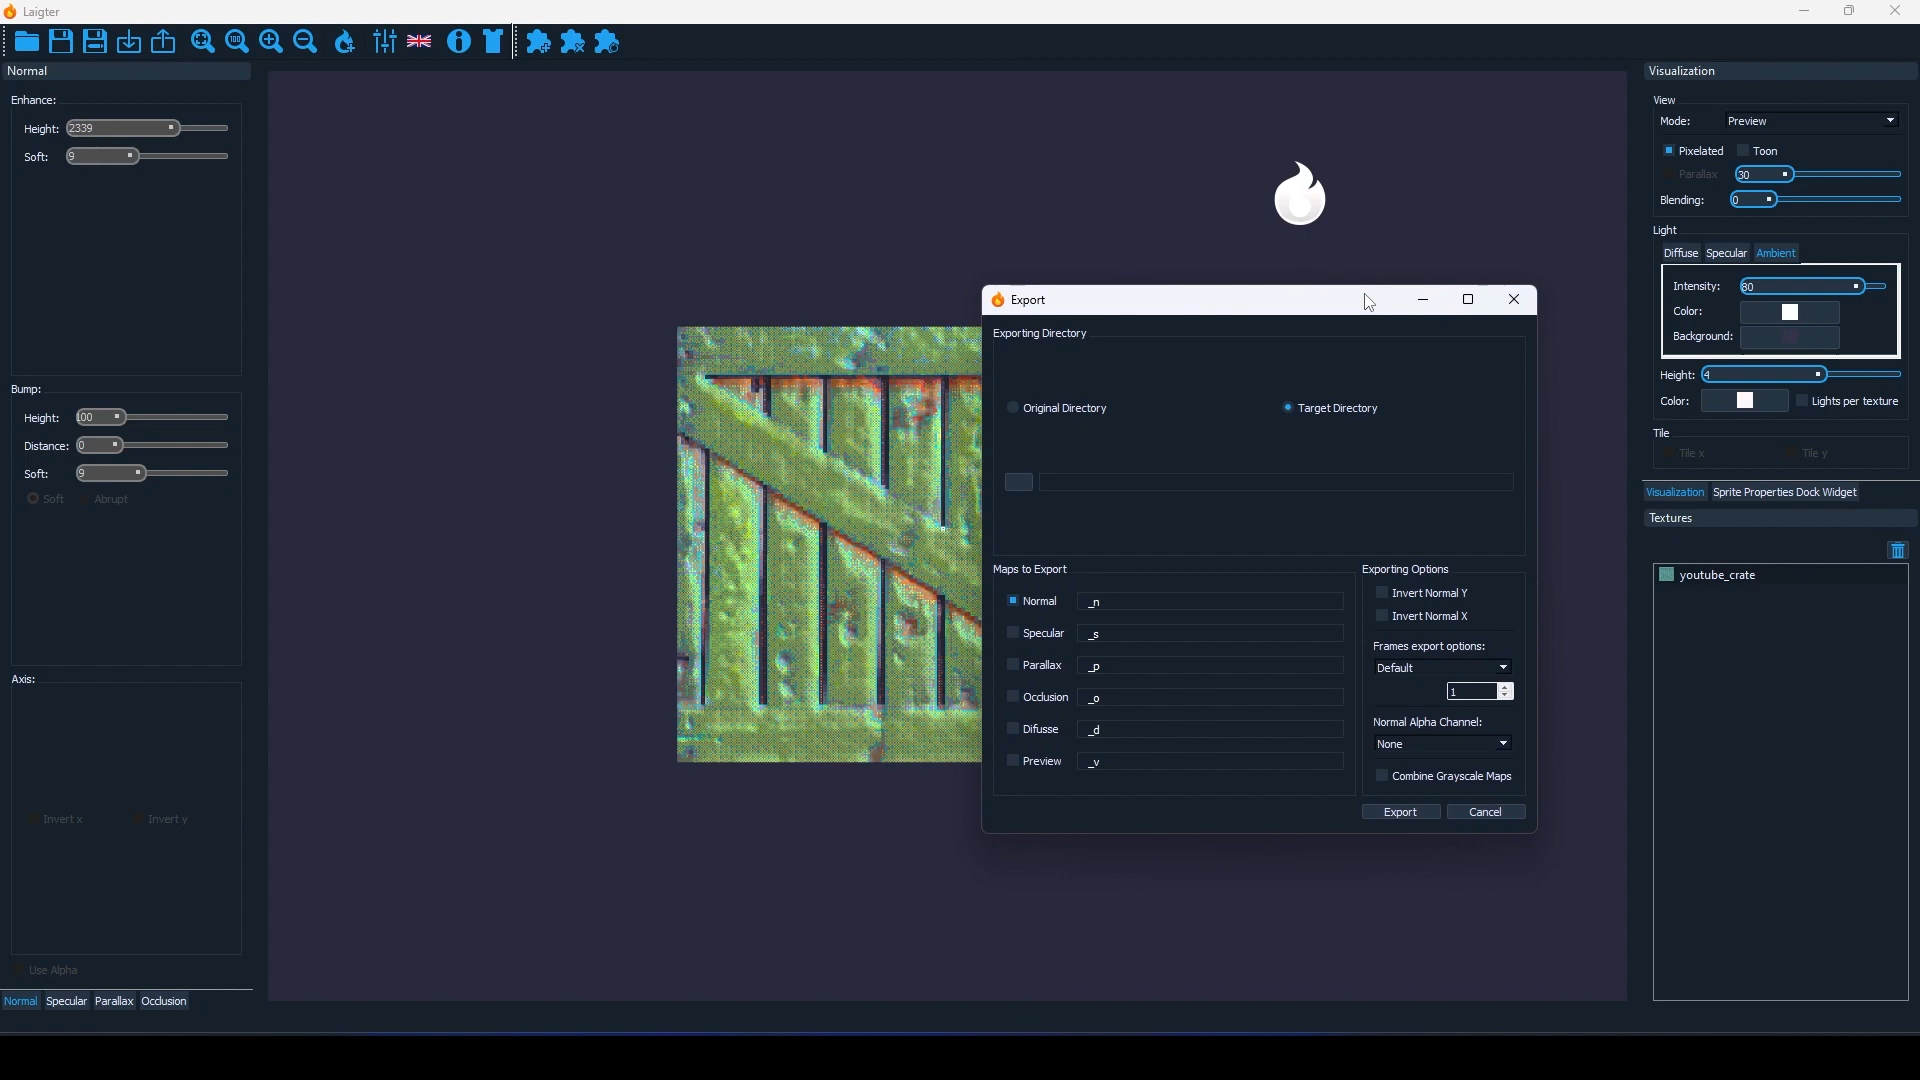 Laigter
Normal
Enhance:
Height: 2339
Soft: 9
Bump:
Height: 100
Distance: 0
Soft: 9
Soft Abrupt
Axis:
Invert x Invert y
Use Alpha
Normal Specular Parallax Occlusion
100
Export
Exporting Directory
Original Directory Target Directory
Maps to Export
Normal _n
Specular _s
Parallax _p
Occlusion _o
Difusse _d
Preview _v
Exporting Options
Invert Normal Y
Invert Normal X
Frames export options:
Default
1
Normal Alpha Channel:
None
Combine Grayscale Maps
Export Cancel
Visualization
View
Mode: Preview
Pixelated Toon
Parallax 30
Blending: 0
Light
Diffuse Specular Ambient
Intensity: 80
Color:
Background:
Height: 4
Color: Lights per texture
Tile
Tile x Tile y
Visualization Sprite Properties Dock Widget
Textures
youtube_crate